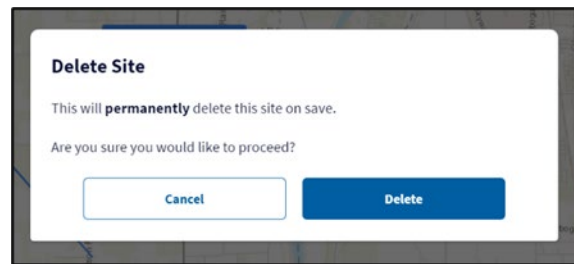 Delete Site
This will permanently delete this site on save.
Are you sure you would like to proceed?
Cancel
Delete